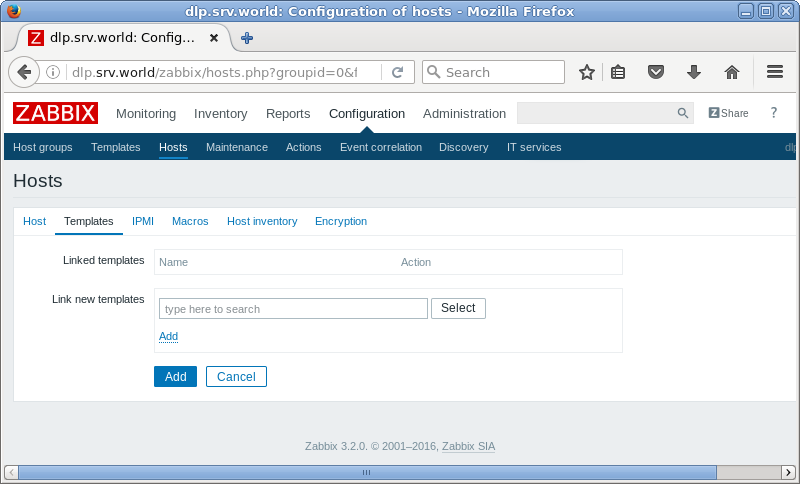 dlp.srv.world: Configuration of hosts - Mozilla Firefox
Z dlp.srv.world: Config...
dlp.srv.world/zabbix/hosts.php?groupid=0&f
Search
ZABBIX Monitoring Inventory Reports Configuration Administration Z Share ?
Host groups Templates Hosts Maintenance Actions Event correlation Discovery IT services dlp
Hosts
Host Templates IPMI Macros Host inventory Encryption
Linked templates Name Action
Link new templates
type here to search Select
Add
Add Cancel
Zabbix 3.2.0. © 2001–2016, Zabbix SIA